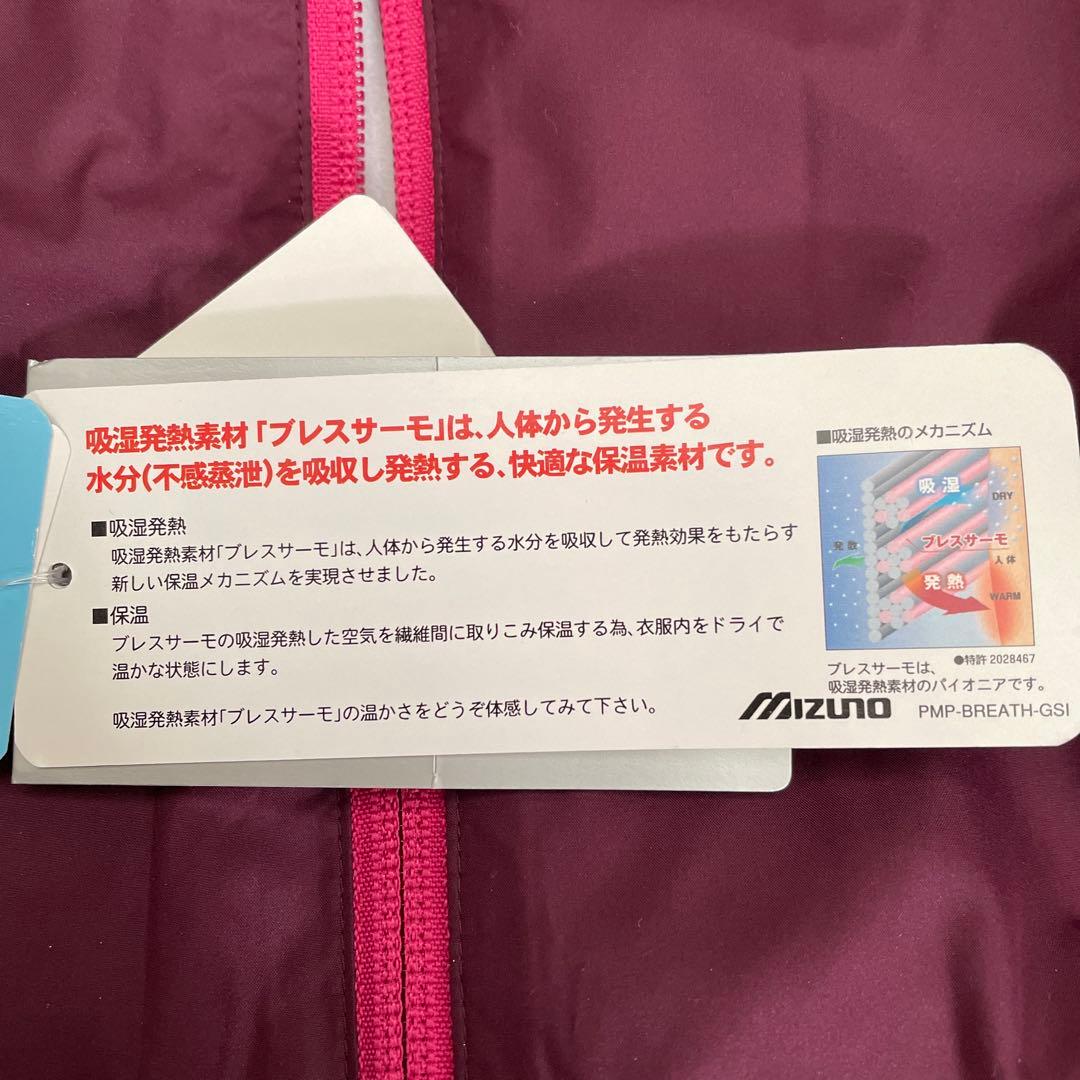 吸湿発熱素材「ブレスサーモ」は、人体から発生する
水分(不感蒸泄)を吸収し発熱する、快適な保温素材です。
■吸湿発熱
吸湿発熱素材「ブレスサーモ」は、人体から発生する水分を吸収して発熱効果をもたらす
新しい保温メカニズムを実現させました。
■保温
ブレスサーモの吸湿発熱した空気を繊維間に取りこみ保温する為、衣服内をドライで
温かな状態にします。
吸湿発熱素材「ブレスサーモ」の温かさをどうぞ体感してみて下さい。
■吸湿発熱のメカニズム
吸湿
DRY
発散
ブレスサーモ
人体
発熱
WARM
●特許 2028467
ブレスサーモは、
吸湿発熱素材のパイオニアです。
MIZUNO PMP-BREATH-GSI